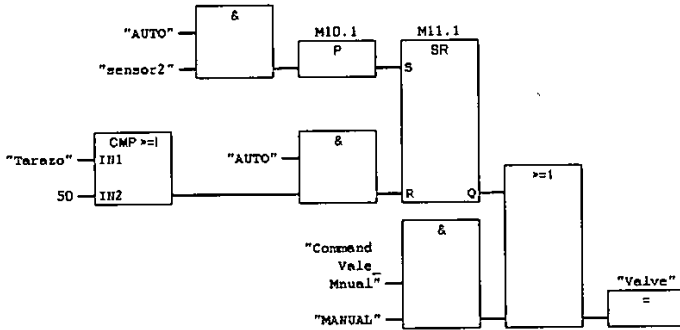 &
"AUTO"
"sensor2"
M10.1
P
M11.1
SR
S
CMP >=I
"Tarazo"
IN1
50
IN2
"AUTO"
&
R
Q
>=1
"Command
Vale_
Mnual"
&
"MANUAL"
"Valve"
=